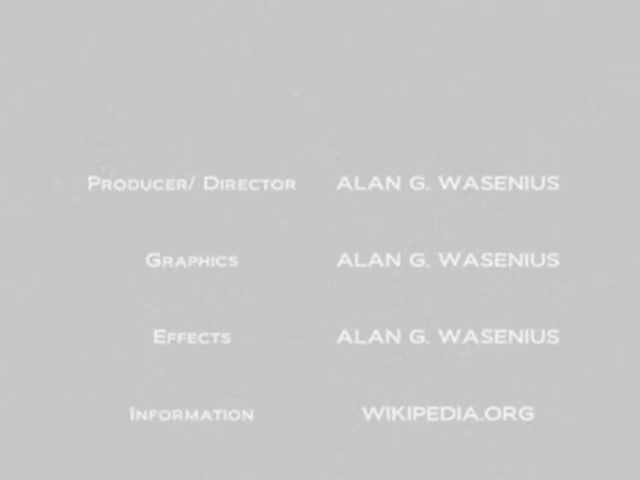 Producer/ Director ALAN G. WASENIUS
Graphics ALAN G. WASENIUS
Effects ALAN G. WASENIUS
Information WIKIPEDIA.ORG